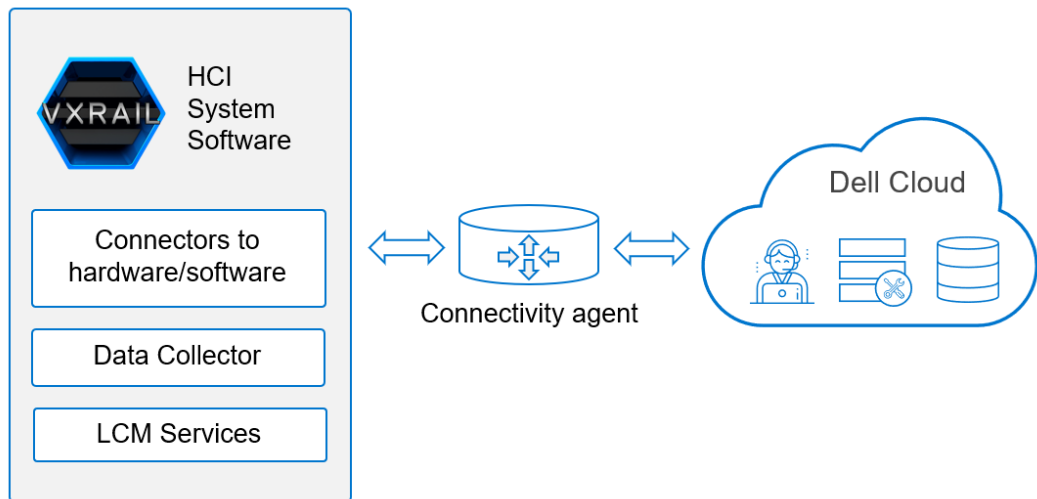 VXRAIL
HCI
System
Software
Connectors to
hardware/software
Data Collector
LCM Services
Connectivity agent
Dell Cloud